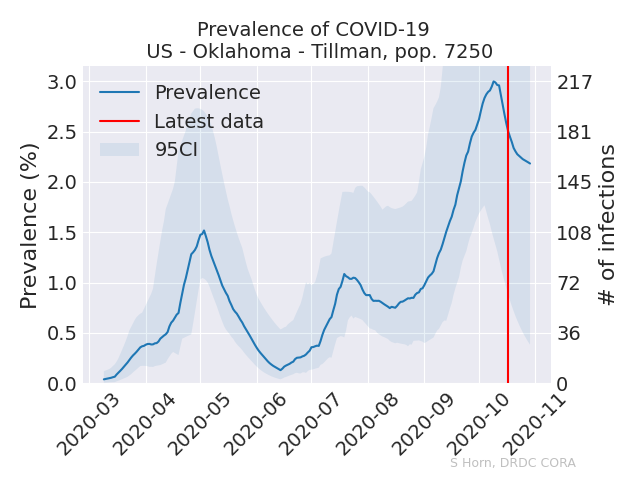 Prevalence of COVID-19
US - Oklahoma - Tillman, pop. 7250
Prevalence
Latest data
95CI
Prevalence (%)
3.0
2.5
2.0
1.5
1.0
0.5
0.0
217
181
145
108
72
36
0
# of infections
2020-03
2020-04
2020-05
2020-06
2020-07
2020-08
2020-09
2020-10
2020-11
S Horn, DRDC CORA